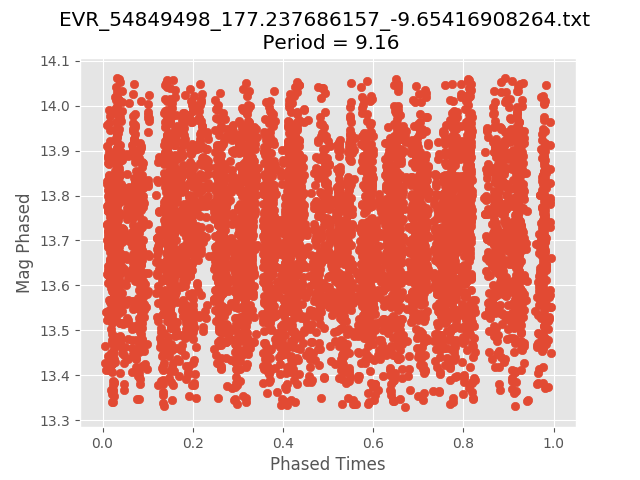 EVR_54849498_177.237686157_-9.65416908264.txt
Period = 9.16
14.1
14.0
13.9
13.8
13.7
13.6
13.5
13.4
13.3
Mag Phased
0.0 0.2 0.4 0.6 0.8 1.0
Phased Times